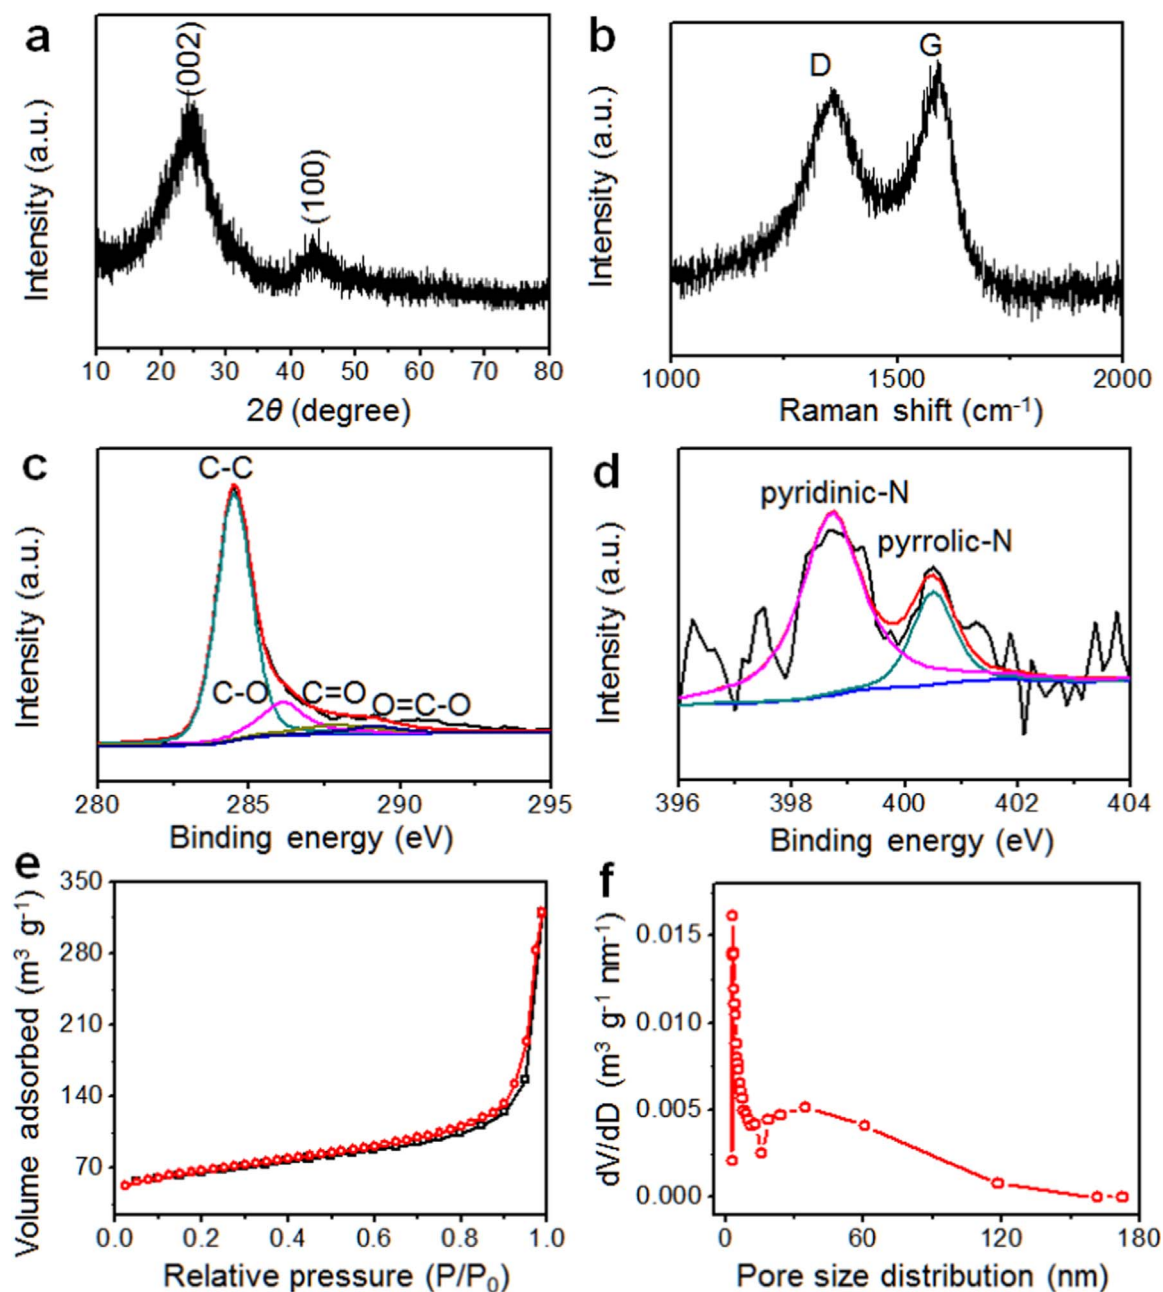 a
(002)
(100)
Intensity (a.u.)
10 20 30 40 50 60 70 80
2θ (degree)
b
D
G
Intensity (a.u.)
1000 1500 2000
Raman shift (cm⁻¹)
c
C-C
C-O
C=O
O=C-O
Intensity (a.u.)
280 285 290 295
Binding energy (eV)
d
pyridinic-N
pyrrolic-N
Intensity (a.u.)
396 398 400 402 404
Binding energy (eV)
e
Volume adsorbed (m³ g⁻¹)
350
280
210
140
70
0.0 0.2 0.4 0.6 0.8 1.0
Relative pressure (P/P₀)
f
dV/dD (m³ g⁻¹ nm⁻¹)
0.015
0.010
0.005
0.000
0 60 120 180
Pore size distribution (nm)